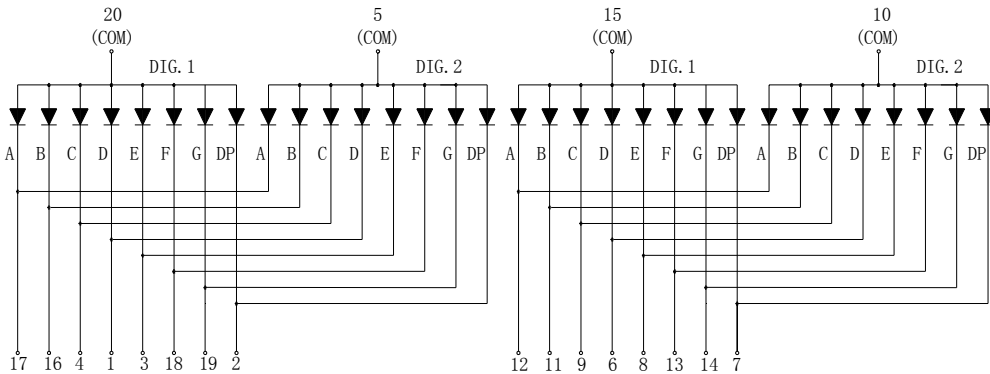 20 5 15 10
(COM) (COM) (COM) (COM)
DIG.1 DIG.2 DIG.1 DIG.2
A B C D E F G DP A B C D E F G DP A B C D E F G DP A B C D E F G DP
17 16 4 1 3 18 19 2 12 11 9 6 8 13 14 7